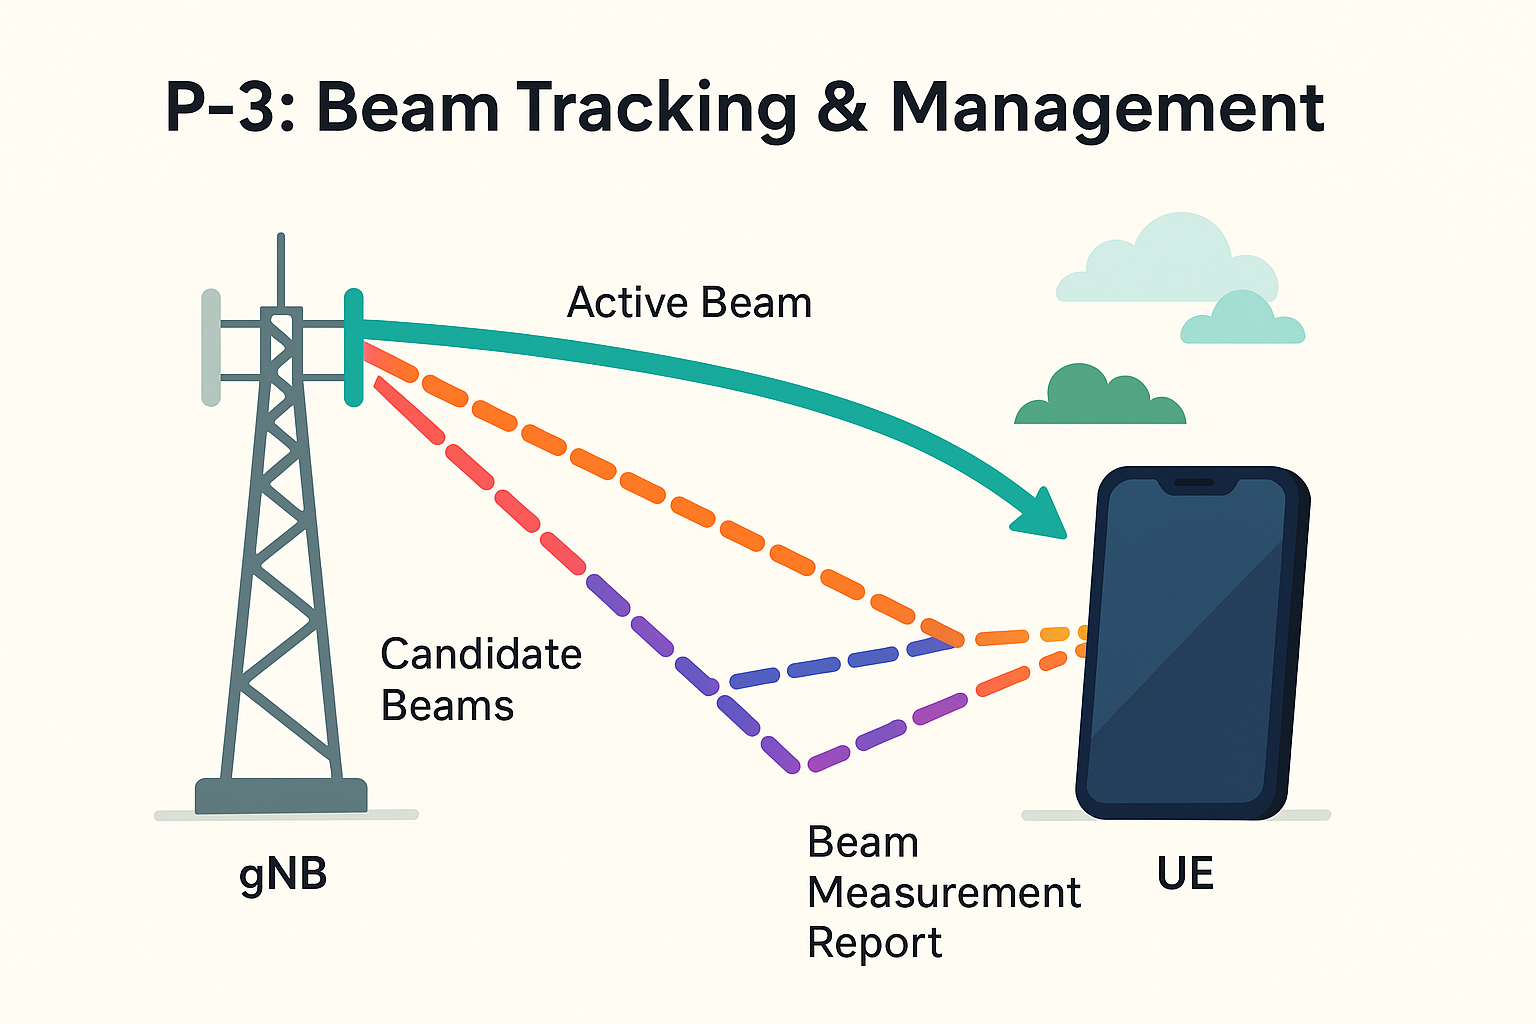 P-3: Beam Tracking & Management
Active Beam
Candidate
Beams
Beam
Measurement
Report
gNB
UE